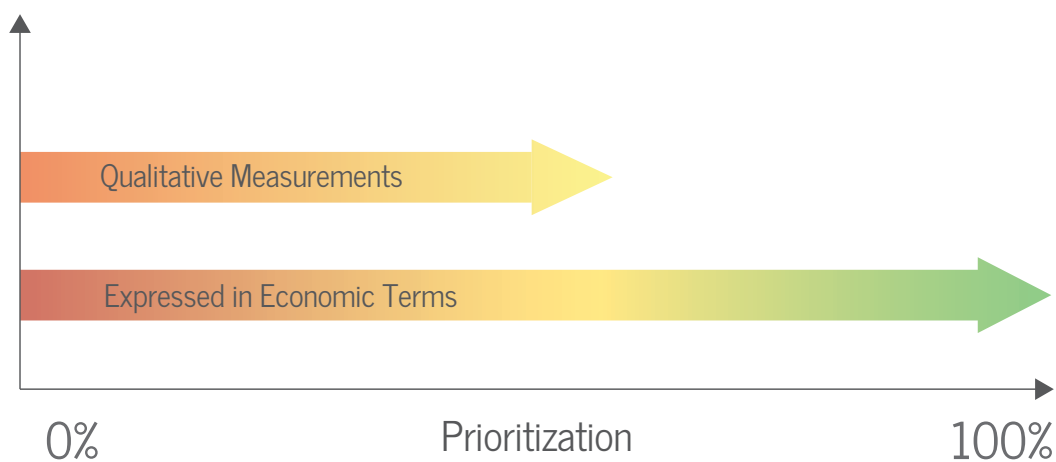 Qualitative Measurements
Expressed in Economic Terms
0% Prioritization 100%